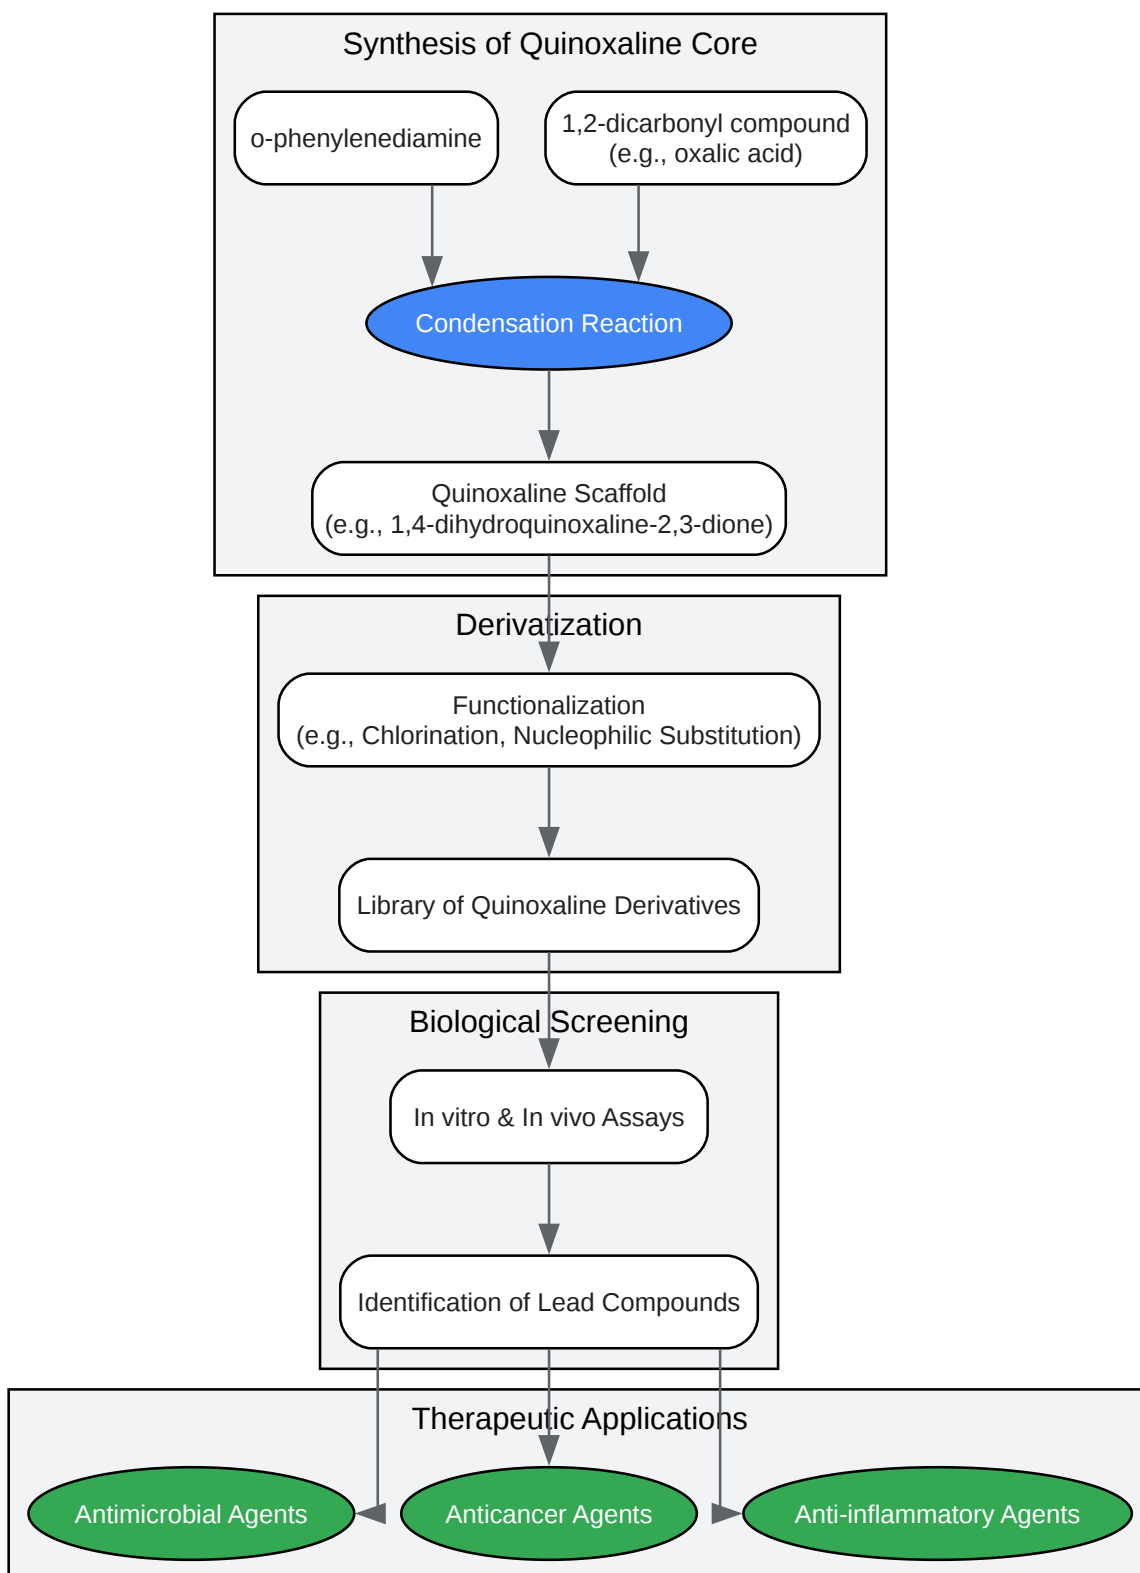 Synthesis of Quinoxaline Core
o-phenylenediamine
1,2-dicarbonyl compound
(e.g., oxalic acid)
Condensation Reaction
Quinoxaline Scaffold
(e.g., 1,4-dihydroquinoxaline-2,3-dione)
Derivatization
Functionalization
(e.g., Chlorination, Nucleophilic Substitution)
Library of Quinoxaline Derivatives
Biological Screening
In vitro & In vivo Assays
Identification of Lead Compounds
Therapeutic Applications
Antimicrobial Agents
Anticancer Agents
Anti-inflammatory Agents